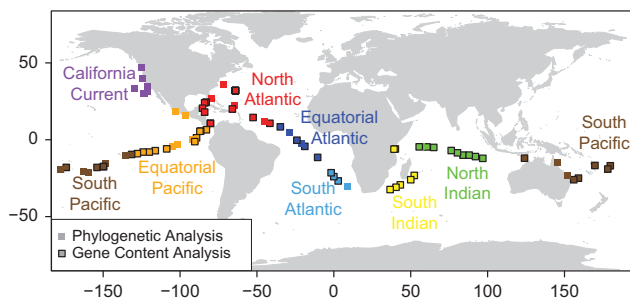 50
0
−50
California
Current
North
Atlantic
Equatorial
Atlantic
South
Pacific
Equatorial
Pacific
South
Pacific
South
Atlantic
South
Indian
North
Indian
Phylogenetic Analysis
Gene Content Analysis
−150
−100
−50
0
50
100
150